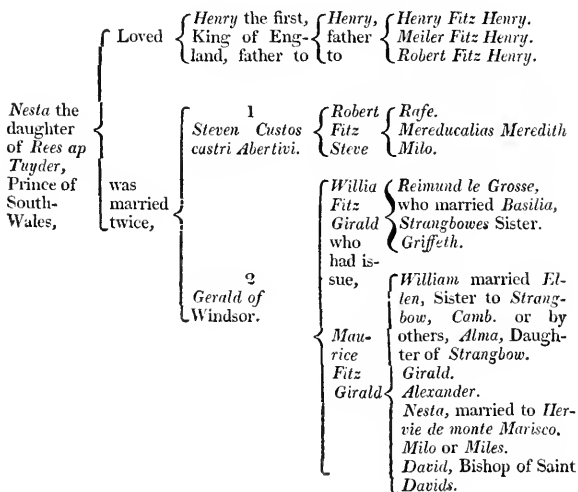 Nesta the
daughter
of Rees ap
Tuyder,
Prince of
South-
Wales,
Loved
Henry the first,
King of Eng-
land, father to
Henry,
father
to
Henry Fitz Henry.
Meiler Fitz Henry.
Robert Fitz Henry.
was
married
twice,
1
Steven Custos
castri Abertivi.
Robert
Fitz
Steve
Rafe.
Mereducalias Meredith
Milo.
2
Gerald of
Windsor.
Willia
Fitz
Girald
who
had is-
sue,
Reimund le Grosse,
who married Basilia,
Strangbowes Sister.
Griffeth.
Mau-
rice
Fitz
Girald
William married El-
len, Sister to Strang-
bow, Camb. or by
others, Alma, Daugh-
ter of Strangbow.
Girald.
Alexander.
Nesta, married to Her-
vie de monte Marisco.
Milo or Miles.
David, Bishop of Saint
Davids.